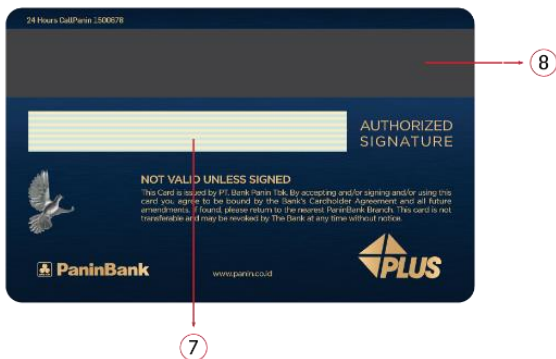 24 Hours CallPanin 1500678
8
AUTHORIZED
SIGNATURE
NOT VALID UNLESS SIGNED
This Card is issued by PT. Bank Panin Tbk. By accepting and/or signing and/or using this
card you agree to be bound by the Bank's Cardholder Agreement and all future
amendments. If found, please return to the nearest PaninBank Branch. This card is not
transferable and may be revoked by The Bank at any time without notice.
PaninBank
www.panin.co.id
PLUS
7